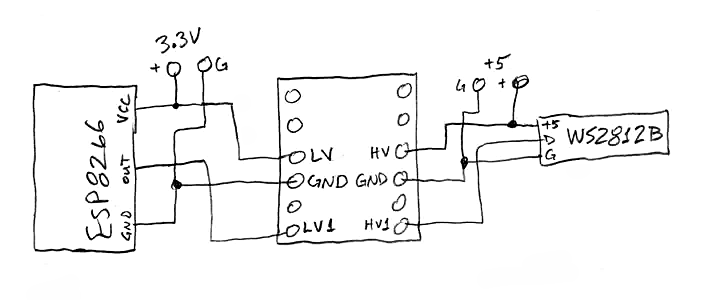 3.3V
+ G
+5
G +
ESP8266
VCC
OUT
GND
LV
GND
LV1
HV
GND
HV1
+5
D
G
WS2812B